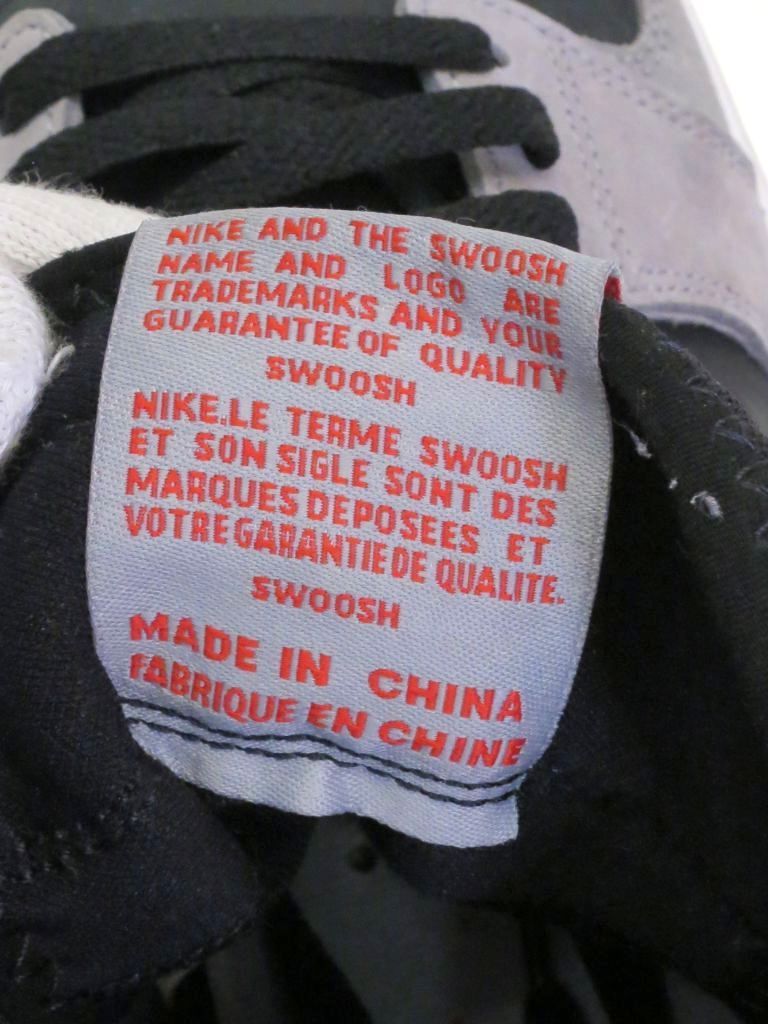 NIKE AND THE SWOOSH
NAME AND LOGO ARE
TRADEMARKS AND YOUR
GUARANTEE OF QUALITY
SWOOSH
NIKE.LE TERME SWOOSH
ET SON SIGLE SONT DES
MARQUES DEPOSEES ET
VOTRE GARANTIE DE QUALITE.
SWOOSH
MADE IN CHINA
FABRIQUE EN CHINE